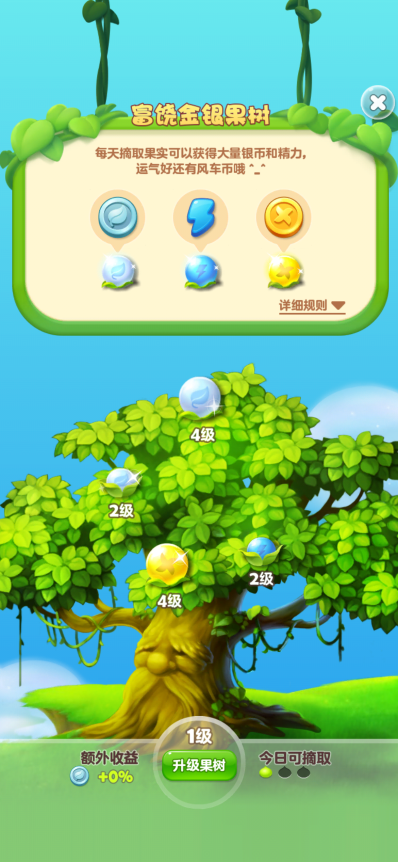 富饶金银果树
每天摘取果实可以获得大量银币和精力,
运气好还有风车币哦 ^_^
详细规则
4级
2级
2级
4级
1级
额外收益
升级果树
今日可摘取
+0%